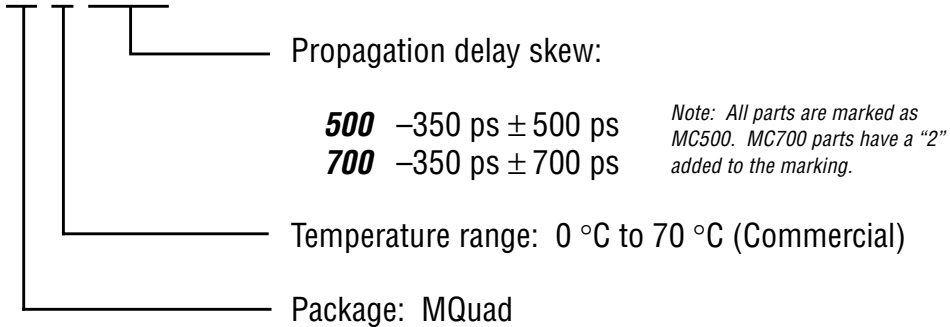 Propagation delay skew:
500 –350 ps ± 500 ps
700 –350 ps ± 700 ps
Note: All parts are marked as
MC500. MC700 parts have a “2”
added to the marking.
Temperature range: 0 °C to 70 °C (Commercial)
Package: MQuad